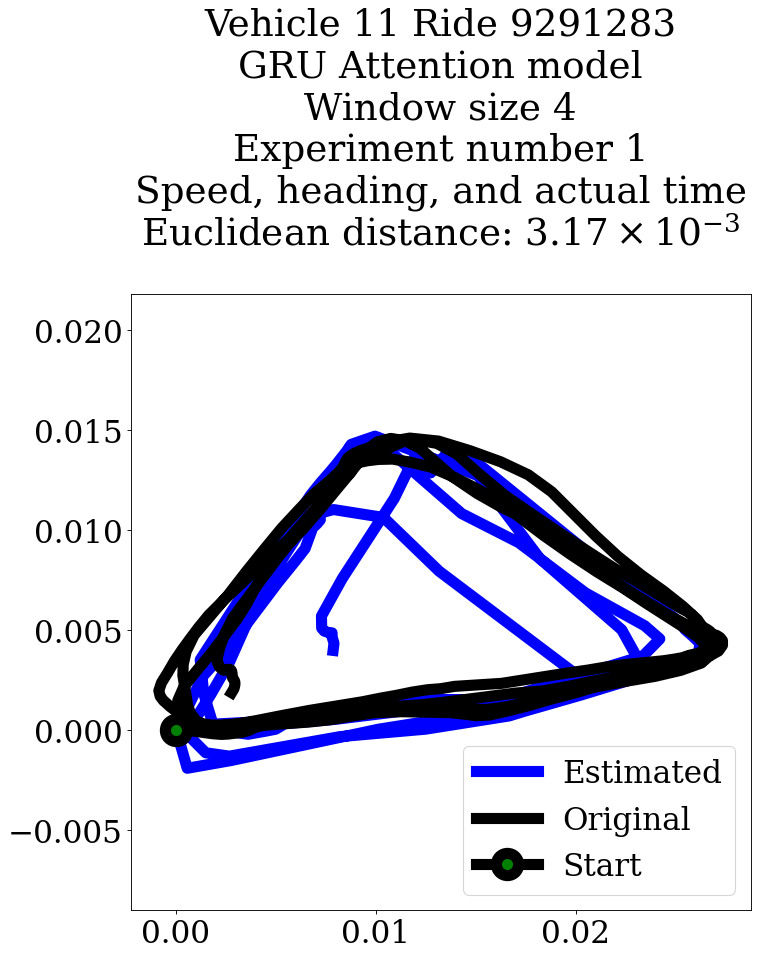 Vehicle 11 Ride 9291283
GRU Attention model
Window size 4
Experiment number 1
Speed, heading, and actual time
Euclidean distance: 3.17 × 10⁻³
0.020
0.015
0.010
0.005
0.000
−0.005
Estimated
Original
Start
0.00 0.01 0.02